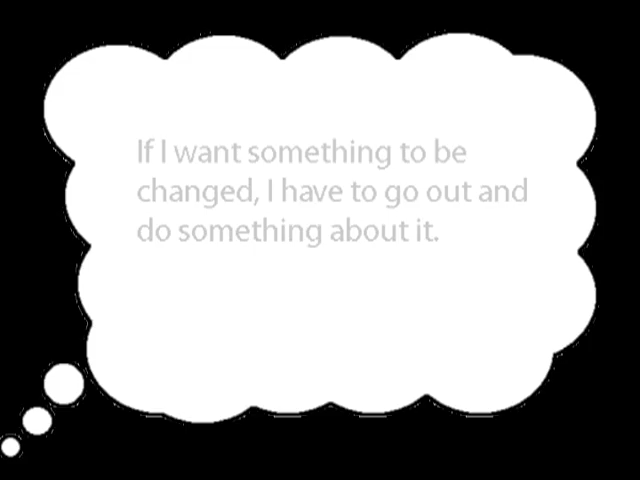 If I want something to be
changed, I have to go out and
do something about it.